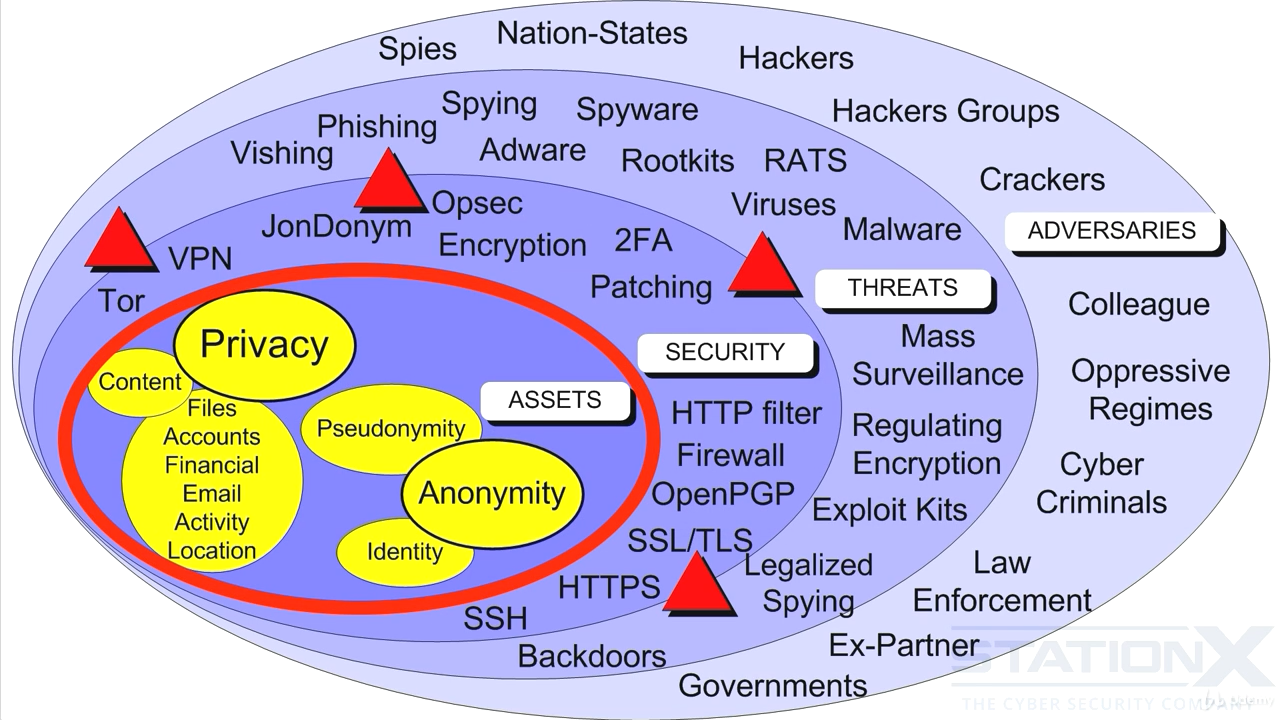 Spies
Nation-States
Hackers
Hackers Groups
Crackers
ADVERSARIES
Colleague
Oppressive
Regimes
Cyber
Criminals
Law
Enforcement
Ex-Partner
Governments
Spying
Spyware
Phishing
Vishing
Adware
Rootkits
RATS
Viruses
Malware
THREATS
Mass
Surveillance
Regulating
Encryption
Exploit Kits
Legalized
Spying
Backdoors
Opsec
JonDonym
Encryption
2FA
VPN
Patching
Tor
SECURITY
HTTP filter
Firewall
OpenPGP
SSL/TLS
HTTPS
SSH
Privacy
Content
ASSETS
Files
Accounts
Financial
Email
Activity
Location
Pseudonymity
Anonymity
Identity
STATIONX
THE CYBER SECURITY COMPANY